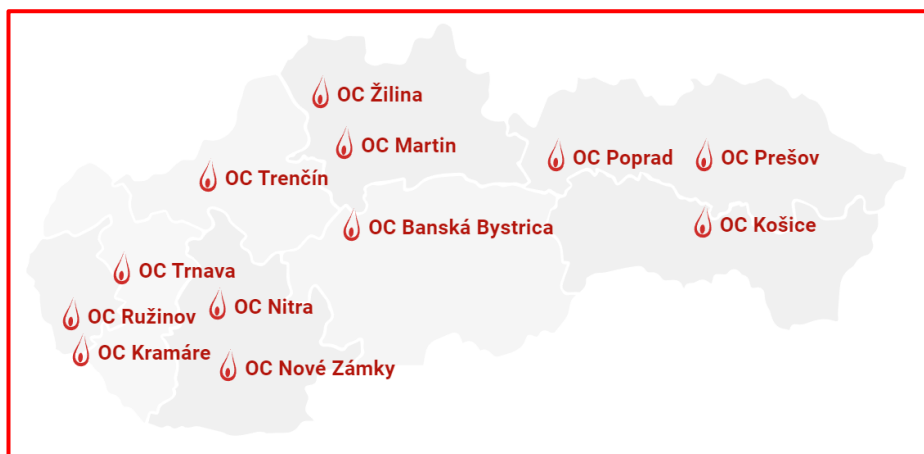 OC Žilina
OC Martin
OC Poprad
OC Prešov
OC Trenčín
OC Banská Bystrica
OC Košice
OC Trnava
OC Nitra
OC Ružinov
OC Kramáre
OC Nové Zámky